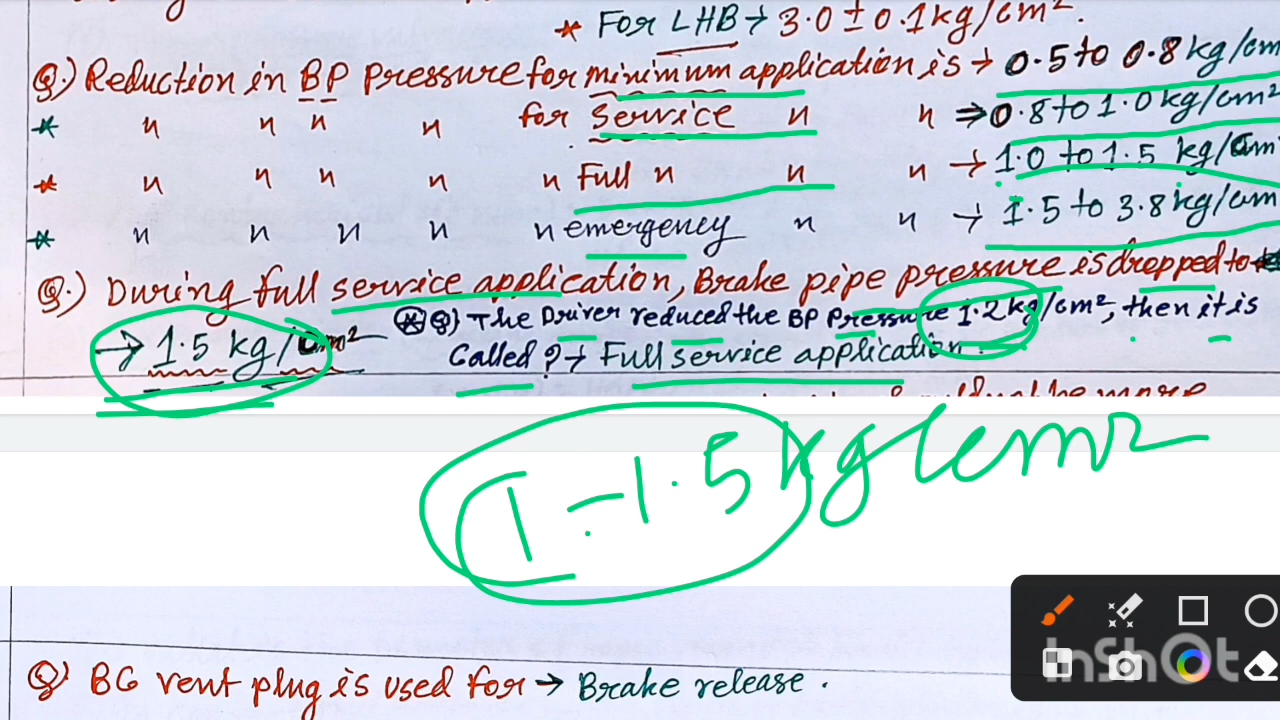 * For LHB → 3.0 ± 0.1 kg/cm².
Q.) Reduction in BP Pressure for minimum application is → 0.5 to 0.8 kg/cm
* " " " " for Service " " ⇒ 0.8 to 1.0 kg/cm²
* " " " " " Full " " " → 1.0 to 1.5 kg/cm
* " " " " " emergency " " → 1.5 to 3.8 kg/cm
Q.) During full service application, Brake pipe pressure is dropped to
→ 1.5 kg/cm²
* Q) The Driver reduced the BP Pressure 1.2 kg/cm², then it is
Called ? → Full service application.
1 - 1.5 kg/cm²
Q) BG vent plug is used for → Brake release.
InShOt